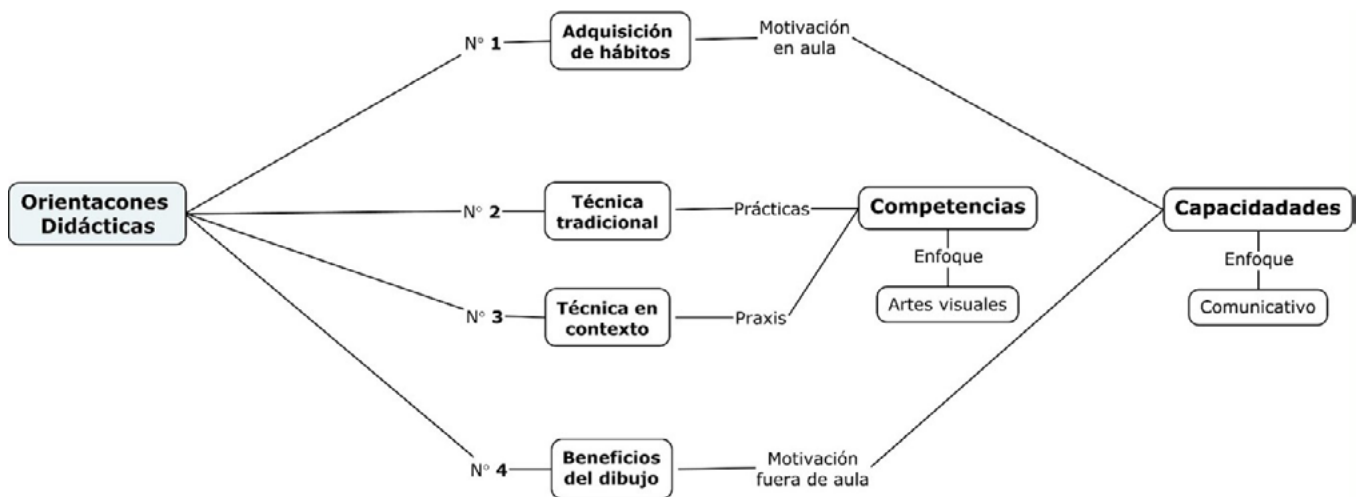 Orientacones
Didácticas
N° 1
Adquisición
de hábitos
Motivación
en aula
N° 2
Técnica
tradicional
Prácticas
N° 3
Técnica en
contexto
Praxis
N° 4
Beneficios
del dibujo
Motivación
fuera de aula
Competencias
Enfoque
Artes visuales
Capacidadades
Enfoque
Comunicativo